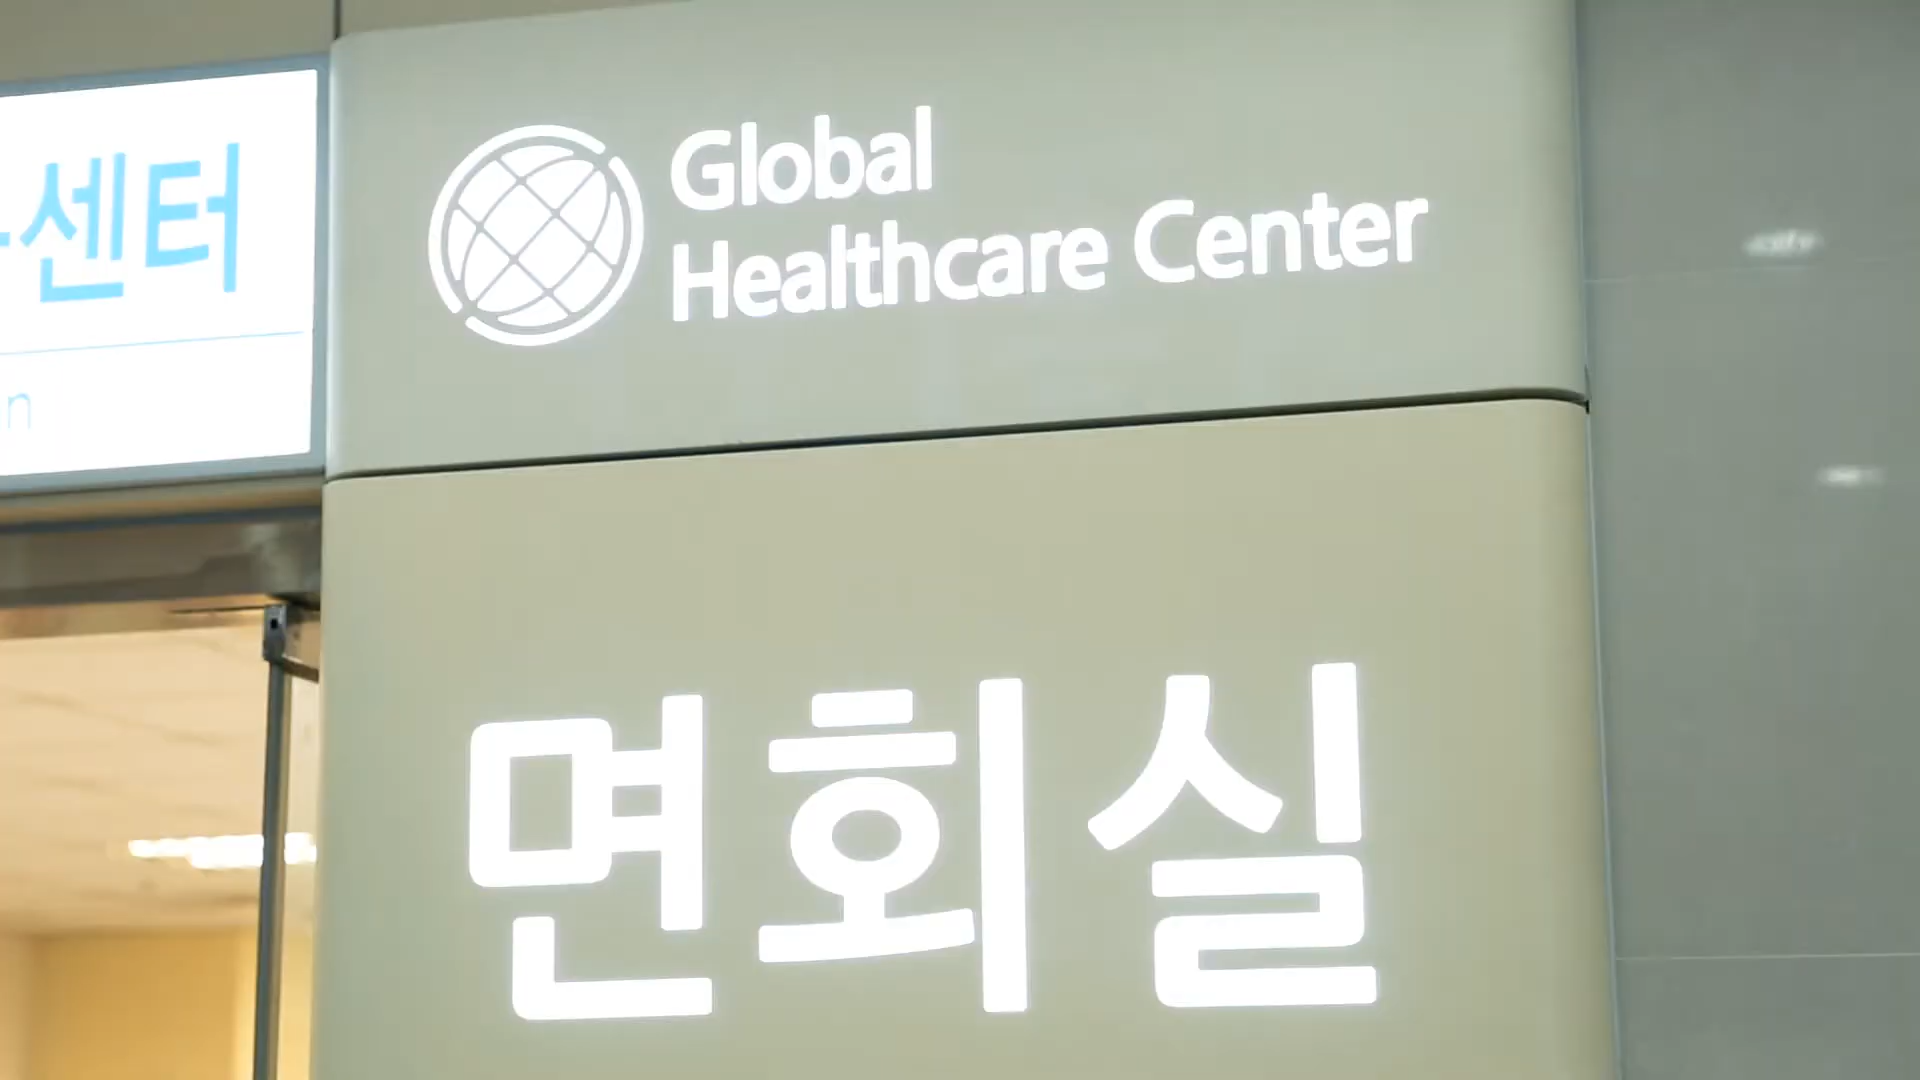 센터
Global
Healthcare Center
면회실